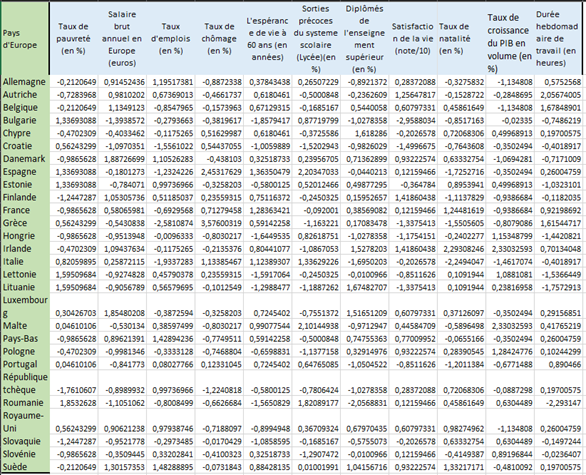 Pays d'Europe
Taux de pauvreté (en %)
Salaire brut annuel en Europe (euros)
Taux d'emplois (en %)
Taux de chômage (en %)
L'espérance de vie à 60 ans (en années)
Sorties précoces du systeme scolaire (Lycée)(en %)
Diplômés de l'enseignement supérieur (en %)
Satisfaction de la vie (note/10)
Taux de natalité (en %)
Taux de croissance du PIB en volume (en %)
Durée hebdomadaire de travail (en heures)
Allemagne -0,2120649 0,91452436 1,19517381 -0,8872338 0,37843438 0,26507229 -0,8921372 0,28372088 -0,3275832 -1,134808 0,5752568
Autriche -0,7283968 0,9810202 0,67369013 -0,4661737 0,6180461 -0,5000848 -0,2362609 1,2564781 -0,1528722 -0,2848695 2,05674005
Belgique -0,2120649 1,1349123 -0,8547965 -0,1573963 0,67129315 -0,1685167 0,5440058 0,60797331 0,45861649 -0,350204 1,67848901
Bulgarie 1,33693088 -1,3938572 -0,2793663 -0,3819617 -1,8579417 0,87719799 -1,0278358 -2,9588034 -0,8517163 -0,02335 -0,7486219
Chypre -0,4702309 -0,4033462 -0,1175265 0,51629987 0,6180461 -0,3725586 1,618286 -0,2026558 0,72068306 0,49968913 0,19700575
Croatie 0,56243299 -1,0970351 -1,5561022 0,54437055 -1,0059889 -1,5202943 -0,9826029 -1,4996675 -0,7643608 -0,3502494 -0,4018917
Danemark -0,9865628 1,88726699 1,10526283 -0,438103 0,32518733 0,23956705 0,71362899 0,93222574 0,63332754 -1,0694281 -0,7171009
Espagne 1,33693088 -0,1801273 -1,2324226 2,45317629 1,36350479 2,20347033 -0,0440213 0,12159466 -1,7252716 -0,3502494 0,26004759
Estonie 1,33693088 -0,784071 0,99736966 -0,3258203 -0,5800125 0,52012466 0,49877295 -0,364784 0,8953941 0,49968913 -1,0323101
Finlande -1,2447287 1,05305936 0,51185037 0,23559315 0,75116372 -0,2450325 0,15952657 1,41860438 -0,1137829 -0,9386684 -0,1182035
France -0,9865628 0,58065981 -0,6929568 0,71279458 1,28363421 -0,092001 0,38569082 0,12159466 1,24481619 -0,9386684 0,92198692
Grèce 0,56243299 -0,5430838 -2,5810874 3,57600319 0,59142258 -1,163221 0,17083478 -1,3375413 -1,5505605 -0,8079086 1,61544717
Hongrie -0,9865628 -0,9513948 -0,0096333 -0,8030217 -1,6449535 0,82618751 -1,0278358 -1,1754151 -0,2402277 1,15348799 -1,4420821
Irlande -0,4702309 1,09437634 -0,1175265 -0,2135376 0,80441077 -1,0867053 1,5278203 1,41860438 2,29308246 2,33032593 0,70134048
Italie 0,82059895 0,25872115 -1,9337283 1,13385467 1,12389307 1,33629226 -1,6950203 -0,2026558 -2,2494047 -1,4617074 -0,4018917
Lettonie 1,59509684 -0,9274828 0,45790378 0,23559315 -1,5917064 -0,2450325 -0,0100966 -0,8511626 0,1091944 1,0881081 -1,5366449
Lituanie 1,59509684 -0,9056789 0,56579695 -0,1012549 -1,2988477 -1,1887262 1,67482707 -1,3375413 0,1091944 0,23816958 -1,7572913
Luxembourg 0,30426703 1,85480208 -0,3872594 -0,3258203 0,7245402 -0,7551372 1,51651209 0,60797331 0,37126097 -0,3502494 0,29156851
Malte 0,04610616 -0,530134 0,38597499 -0,8030217 0,99077544 2,10144938 -0,9712947 0,44584709 -0,5896498 2,33032593 0,41765219
Pays-Bas -0,9865628 0,89621391 1,42894236 -0,7749511 0,59142258 -0,5000848 0,74755363 0,77009952 -0,0655166 -0,3502494 0,26004759
Pologne -0,4702309 -0,9981346 -0,3333128 -0,7468804 -0,6598831 -1,1377158 0,32914976 0,93222574 0,28390545 1,28424776 0,10244299
Portugal 0,04610106 -0,841773 0,08027766 0,12331045 0,7245402 0,64765085 -1,0504522 -0,8511626 -1,2011384 -0,6771488 0,890466
République tchèque -1,7610607 -0,8989932 0,99736966 -1,2240818 -0,5800125 -0,7806424 -1,0278358 0,28372088 0,72068306 -0,0887298 0,19700575
Roumanie 1,8532628 -1,1051062 -0,8008499 -0,6626684 -1,5650829 1,82089177 -2,0568831 0,12159466 0,45861649 0,6304489 -2,293147
Royaume-Uni 0,56243299 0,90621238 0,97938746 -0,7188097 -0,8994948 0,36709324 0,67970435 0,60797331 0,98274962 -1,134808 0,26004759
Slovaquie -1,2447287 -0,9521778 -0,2973485 -0,0170429 -1,0858595 -0,1685167 -0,5755073 -0,2026558 0,63332754 0,6304489 -0,1497244
Slovénie -0,9865628 -0,3509445 0,33202841 -0,4100323 0,32518733 -1,2907472 -0,0100966 0,12159466 -0,4149387 0,89196844 -0,0236407
Suède -0,2120649 1,30157353 1,48288895 -0,0731843 0,88428135 0,01001991 1,04156716 0,93222574 1,33217171 -0,4810092 0,19700575